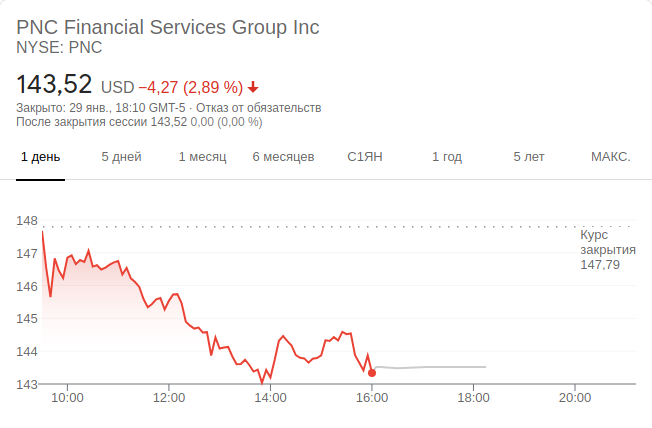 PNC Financial Services Group Inc
NYSE: PNC
143,52 USD −4,27 (2,89 %)
Закрыто: 29 янв., 18:10 GMT-5 · Отказ от обязательств
После закрытия сессии 143,52 0,00 (0,00 %)
1 день 5 дней 1 месяц 6 месяцев С1ЯН 1 год 5 лет МАКС.
148
Курс
закрытия
147,79
147
146
145
144
143
10:00 12:00 14:00 16:00 18:00 20:00